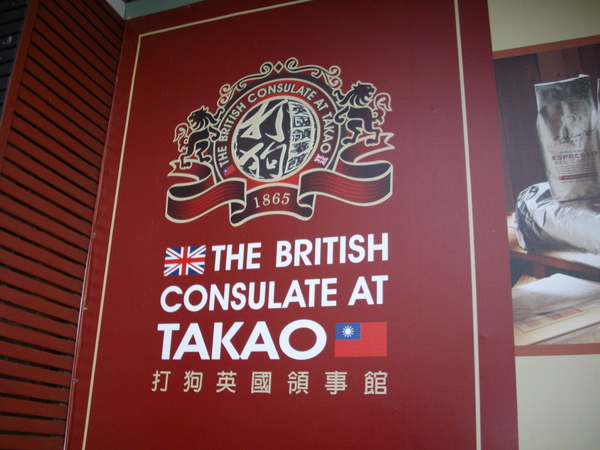 THE BRITISH CONSULATE AT TAKAO
打狗
英國領事館
1865
THE BRITISH
CONSULATE AT
TAKAO
打狗英國領事館
ESPRESSO